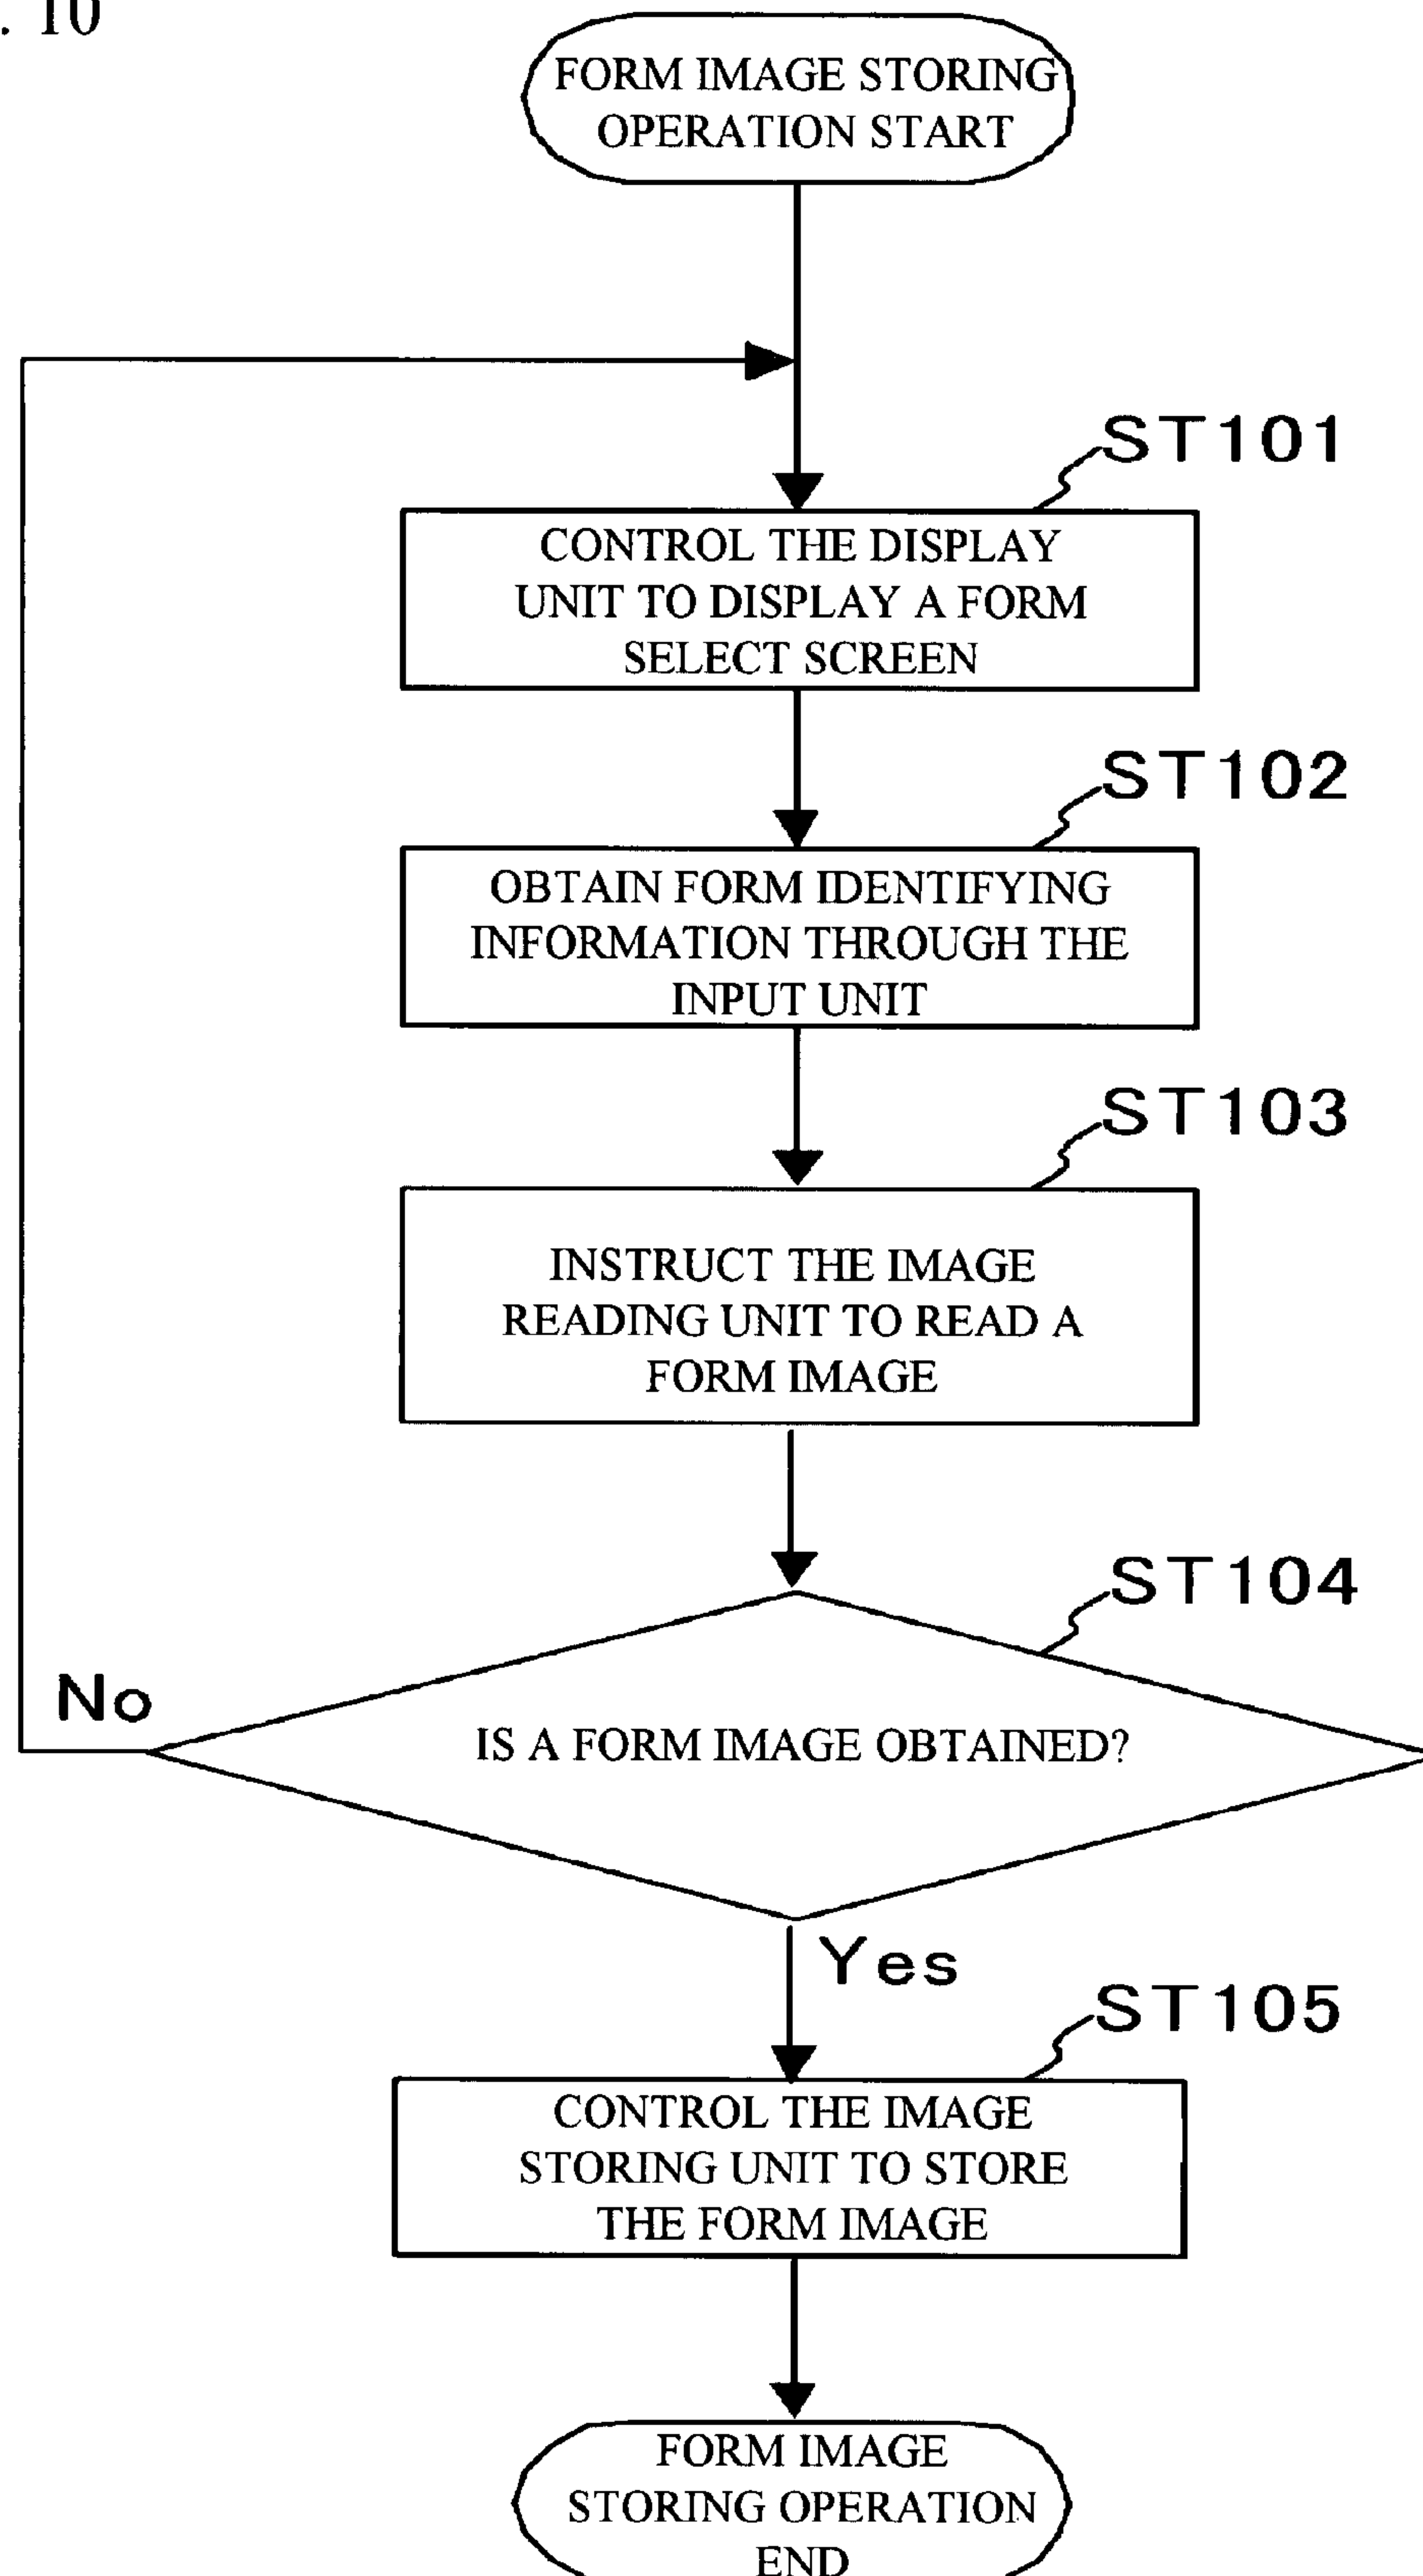 . 10
FORM IMAGE STORING
OPERATION START
ST101
CONTROL THE DISPLAY
UNIT TO DISPLAY A FORM
SELECT SCREEN
ST102
OBTAIN FORM IDENTIFYING
INFORMATION THROUGH THE
INPUT UNIT
ST103
INSTRUCT THE IMAGE
READING UNIT TO READ A
FORM IMAGE
ST104
No
IS A FORM IMAGE OBTAINED?
Yes
ST105
CONTROL THE IMAGE
STORING UNIT TO STORE
THE FORM IMAGE
FORM IMAGE
STORING OPERATION
END